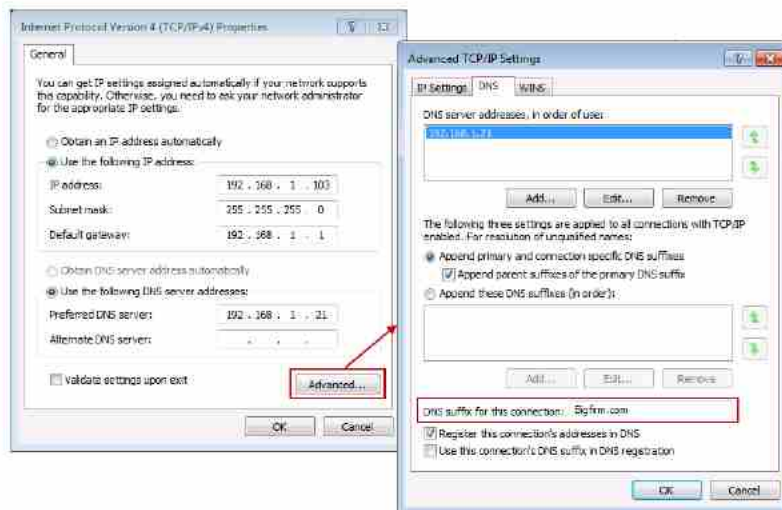 Internet Protocol Version 4 (TCP/IPv4) Properties
General
You can get IP settings assigned automatically if your network supports
this capability. Otherwise, you need to ask your network administrator
for the appropriate IP settings.
Obtain an IP address automatically
Use the following IP address:
IP address: 192 . 168 . 1 . 103
Subnet mask: 255 . 255 . 255 . 0
Default gateway: 192 . 168 . 1 . 1
Obtain DNS server address automatically
Use the following DNS server addresses:
Preferred DNS server: 192 . 168 . 1 . 21
Alternate DNS server: . . .
Validate settings upon exit
Advanced...
OK Cancel
Advanced TCP/IP Settings
IP Settings DNS WINS
DNS server addresses, in order of use:
192.168.1.21
Add... Edit... Remove
The following three settings are applied to all connections with TCP/IP
enabled. For resolution of unqualified names:
Append primary and connection specific DNS suffixes
Append parent suffixes of the primary DNS suffix
Append these DNS suffixes (in order):
Add... Edit... Remove
DNS suffix for this connection: Bigfirm.com
Register this connection's addresses in DNS
Use this connection's DNS suffix in DNS registration
OK Cancel